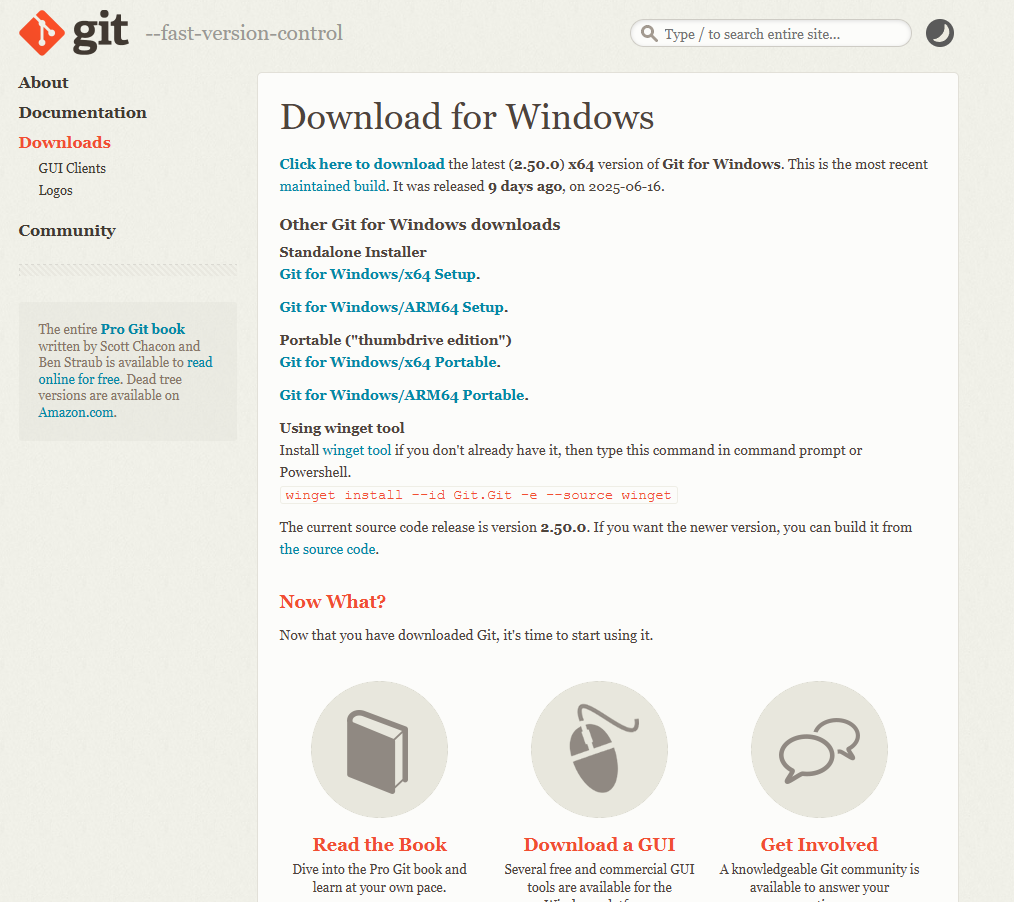 git --fast-version-control
Type / to search entire site...
About
Documentation
Downloads
GUI Clients
Logos
Community
The entire Pro Git book
written by Scott Chacon and
Ben Straub is available to read
online for free. Dead tree
versions are available on
Amazon.com.
Download for Windows
Click here to download the latest (2.50.0) x64 version of Git for Windows. This is the most recent
maintained build. It was released 9 days ago, on 2025-06-16.
Other Git for Windows downloads
Standalone Installer
Git for Windows/x64 Setup.
Git for Windows/ARM64 Setup.
Portable ("thumbdrive edition")
Git for Windows/x64 Portable.
Git for Windows/ARM64 Portable.
Using winget tool
Install winget tool if you don't already have it, then type this command in command prompt or
Powershell.
winget install --id Git.Git -e --source winget
The current source code release is version 2.50.0. If you want the newer version, you can build it from
the source code.
Now What?
Now that you have downloaded Git, it's time to start using it.
Read the Book
Dive into the Pro Git book and
learn at your own pace.
Download a GUI
Several free and commercial GUI
tools are available for the
Get Involved
A knowledgeable Git community is
available to answer your